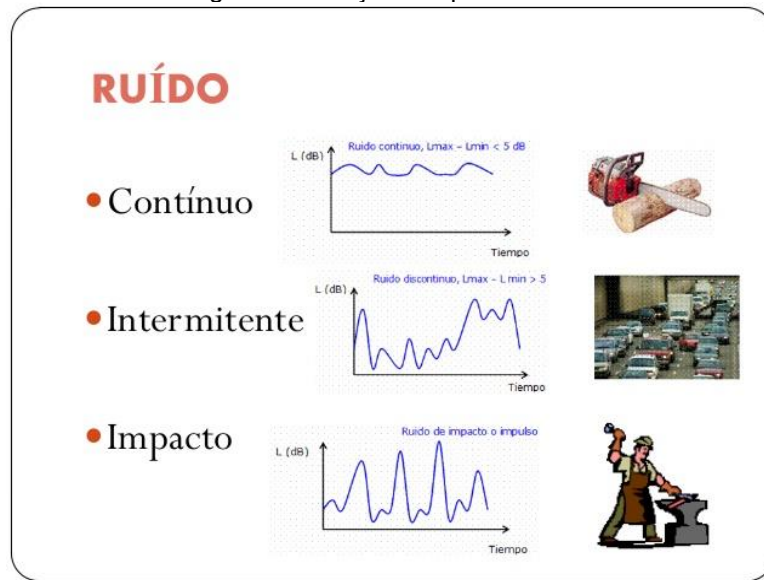 RUÍDO
Ruido continuo, Lmax – Lmin < 5 dB
L (dB)
• Contínuo
Tiempo
Ruido discontinuo, Lmax – L min > 5
L (dB)
• Intermitente
Tiempo
Ruido de impacto o impulso
• Impacto
L (dB)
Tiempo